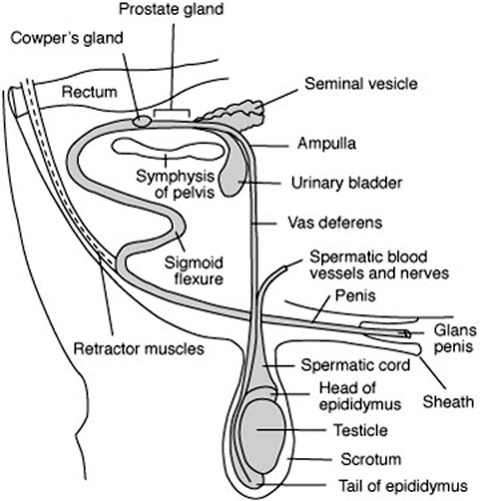 Prostate gland
Cowper's gland
Rectum
Seminal vesicle
Ampulla
Symphysis
of pelvis
Urinary bladder
Vas deferens
Sigmoid
flexure
Spermatic blood
vessels and nerves
Penis
Retractor muscles
Glans
penis
Spermatic cord
Head of
epididymus
Sheath
Testicle
Scrotum
Tail of epididymus